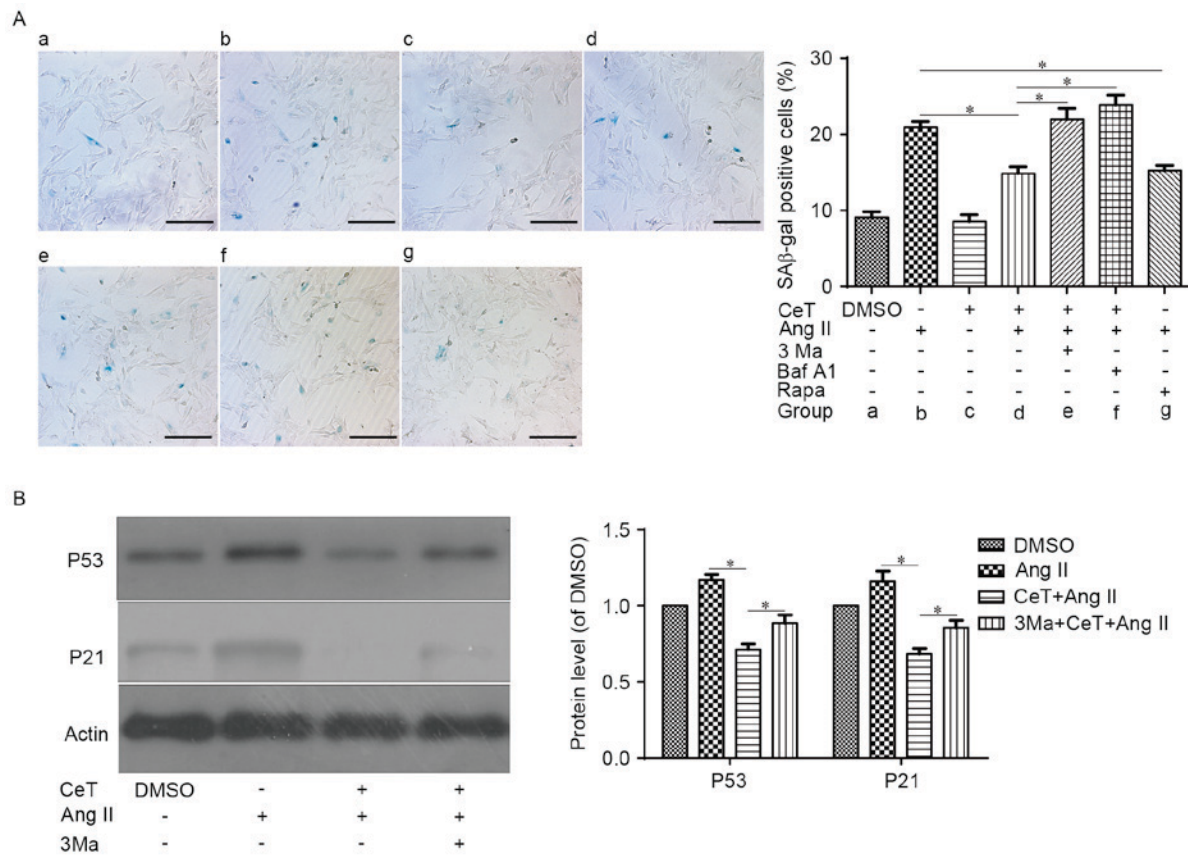 A
a b c d
e f g
SAβ-gal positive cells (%)
30
20
10
0
* * * *
CeT DMSO - + + + + -
Ang II - + - + + + +
3 Ma - - - - + - -
Baf A1 - - - - - + -
Rapa - - - - - - +
Group a b c d e f g
B
P53
P21
Actin
CeT DMSO - + +
Ang II - + + +
3Ma - - - +
Protein level (of DMSO)
1.5
1.0
0.5
0.0
* * * *
P53 P21
DMSO
Ang II
CeT+Ang II
3Ma+CeT+Ang II